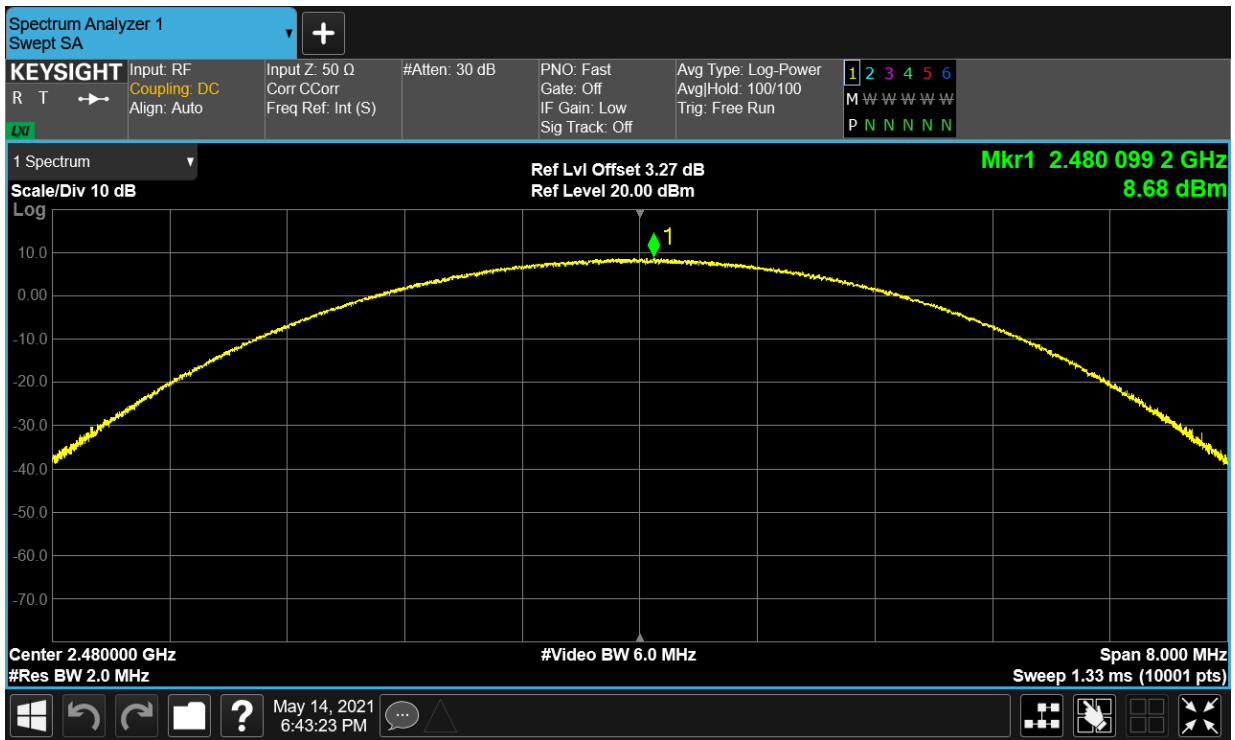 Spectrum Analyzer 1
Swept SA
KEYSIGHT
R T
LXI
Input: RF
Coupling: DC
Align: Auto
Input Z: 50 Ω
Corr CCorr
Freq Ref: Int (S)
#Atten: 30 dB
PNO: Fast
Gate: Off
IF Gain: Low
Sig Track: Off
Avg Type: Log-Power
Avg|Hold: 100/100
Trig: Free Run
1 2 3 4 5 6
M W W W W W
P N N N N N
1 Spectrum
Scale/Div 10 dB
Log
Ref Lvl Offset 3.27 dB
Ref Level 20.00 dBm
Mkr1 2.480 099 2 GHz
8.68 dBm
1
10.0
0.00
-10.0
-20.0
-30.0
-40.0
-50.0
-60.0
-70.0
Center 2.480000 GHz
#Res BW 2.0 MHz
#Video BW 6.0 MHz
Span 8.000 MHz
Sweep 1.33 ms (10001 pts)
?
May 14, 2021
6:43:23 PM